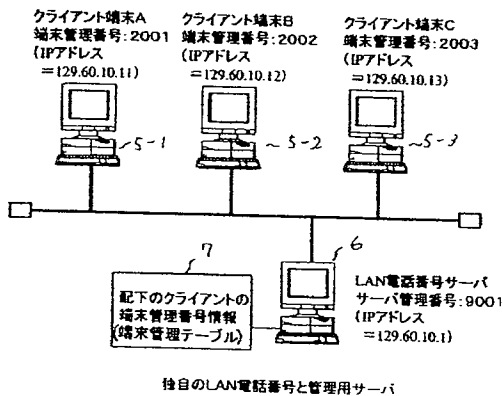 クライアント端末A
端末管理番号:2001
(IPアドレス
=129.60.10.11)
クライアント端末B
端末管理番号:2002
(IPアドレス
=129.60.10.12)
クライアント端末C
端末管理番号:2003
(IPアドレス
=129.60.10.13)
5-1
5-2
5-3
7
6
配下のクライアントの
端末管理番号情報
(端末管理テーブル)
LAN電話番号サーバ
サーバ管理番号:9001
(IPアドレス
=129.60.10.1)
独自のLAN電話番号と管理用サーバ